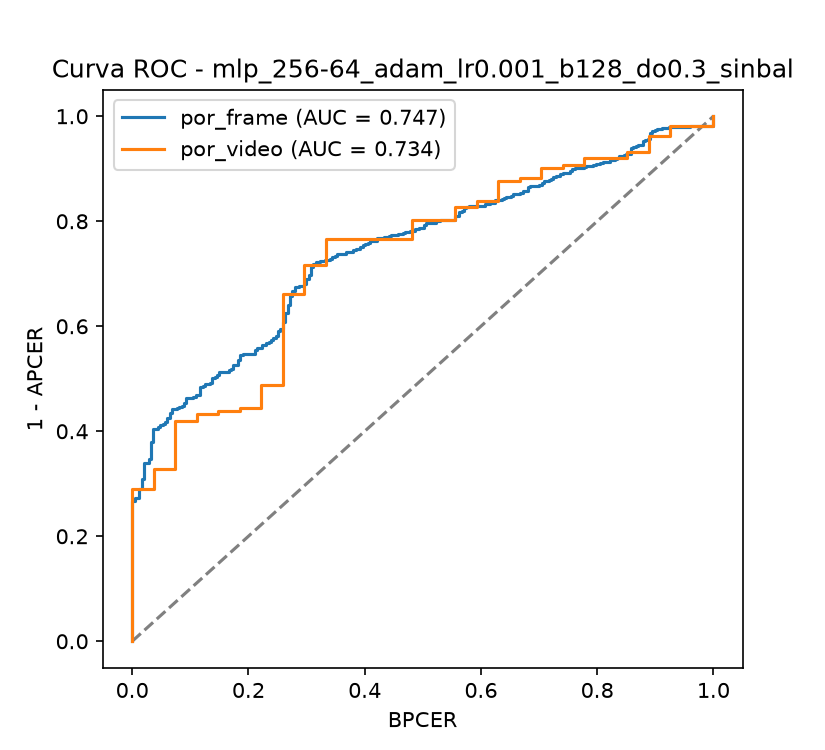 Curva ROC - mlp_256-64_adam_lr0.001_b128_do0.3_sinbal
por_frame (AUC = 0.747)
por_video (AUC = 0.734)
1.0
0.8
0.6
0.4
0.2
0.0
1 - APCER
0.0 0.2 0.4 0.6 0.8 1.0
BPCER